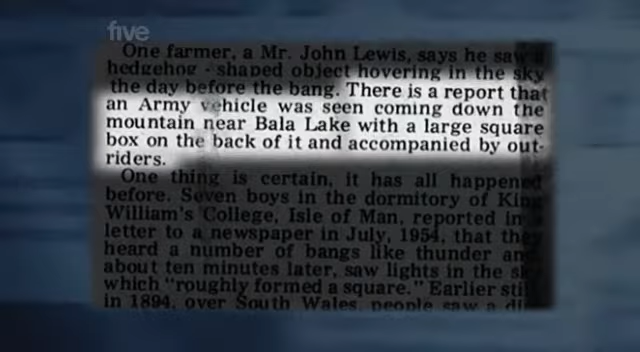 five
One farmer, a Mr. John Lewis, says he saw a
hedgehog - shaped object hovering in the sky
the day before the bang. There is a report that
an Army vehicle was seen coming down the
mountain near Bala Lake with a large square
box on the back of it and accompanied by out-
riders.
One thing is certain, it has all happened
before. Seven boys in the dormitory of King
William's College, Isle of Man, reported in a
letter to a newspaper in July, 1954, that they
heard a number of bangs like thunder and
about ten minutes later, saw lights in the sky
which "roughly formed a square." Earlier still
in 1894, over South Wales, people saw a